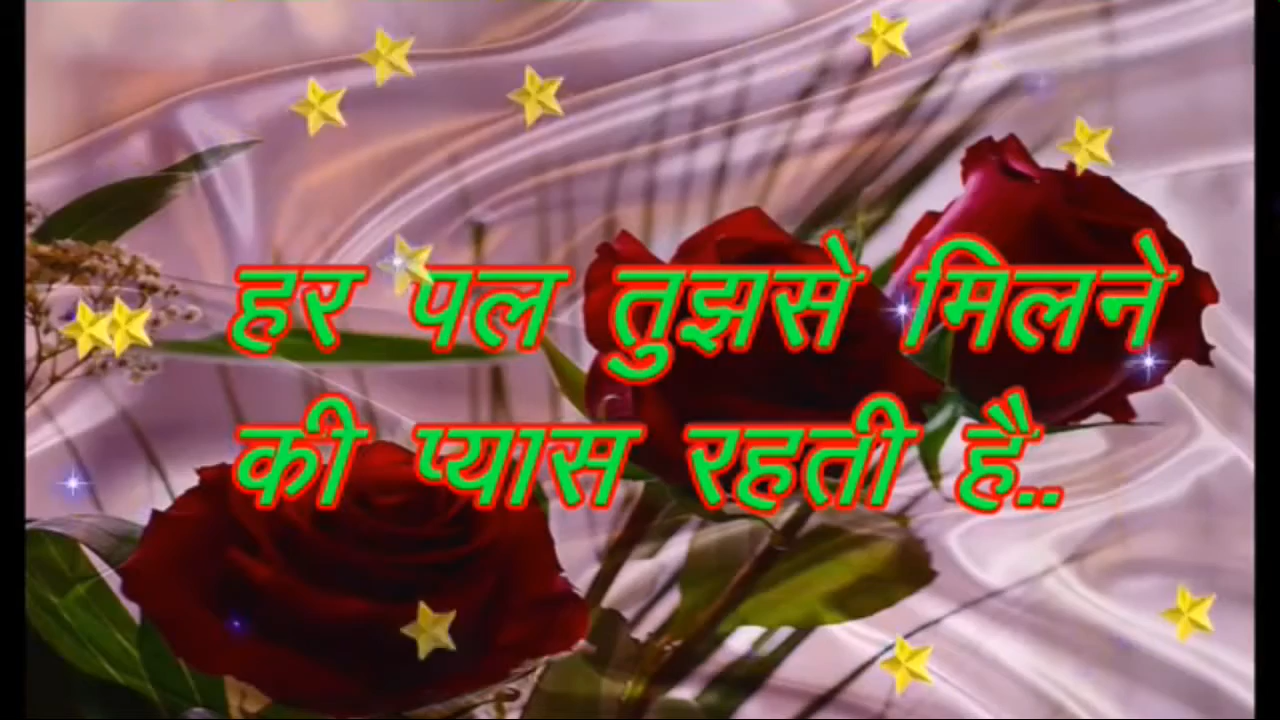 हर पल तुझसे मिलने
की प्यास रहती है..